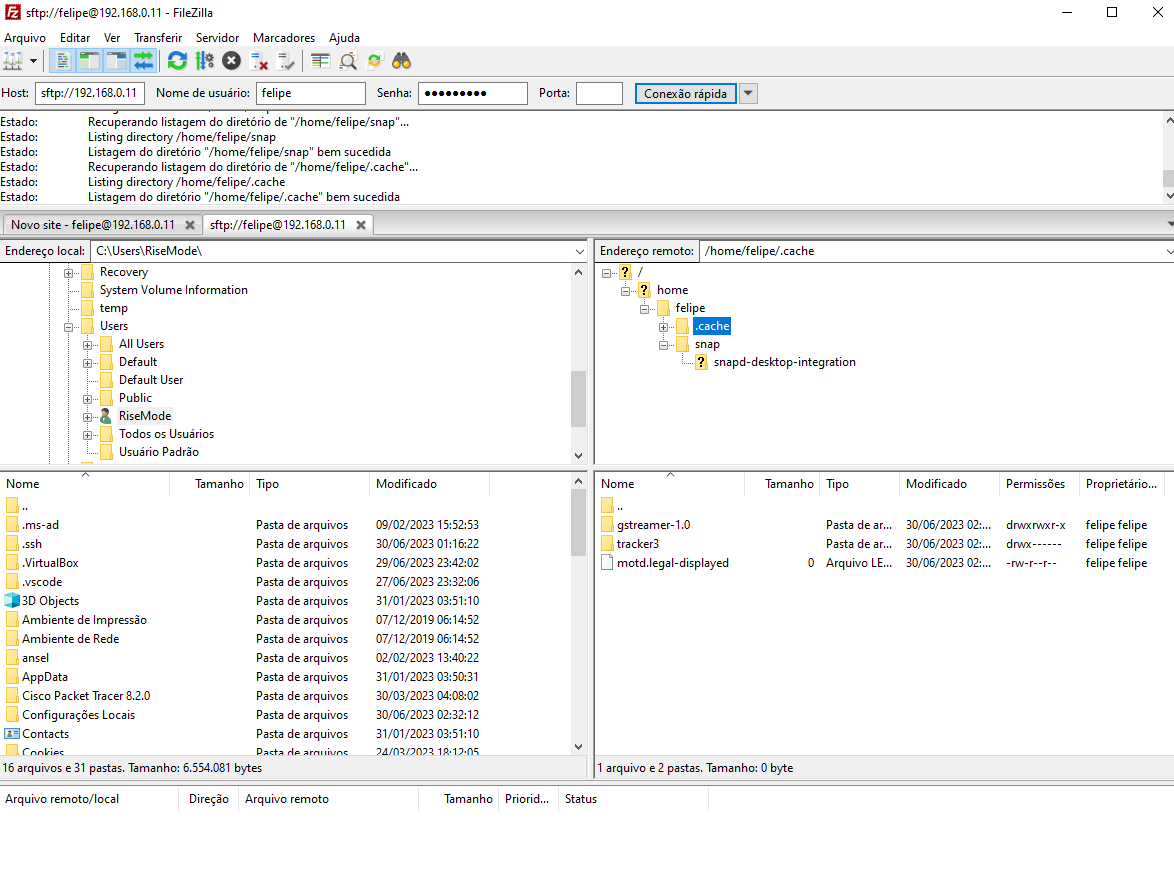 sftp://felipe@192.168.0.11 - FileZilla
Arquivo Editar Ver Transferir Servidor Marcadores Ajuda
Host: sftp://192.168.0.11 Nome de usuário: felipe Senha: ●●●●●●●●● Porta: Conexão rápida
Estado: Recuperando listagem do diretório de "/home/felipe/snap"...
Estado: Listing directory /home/felipe/snap
Estado: Listagem do diretório "/home/felipe/snap" bem sucedida
Estado: Recuperando listagem do diretório de "/home/felipe/.cache"...
Estado: Listing directory /home/felipe/.cache
Estado: Listagem do diretório "/home/felipe/.cache" bem sucedida
Novo site - felipe@192.168.0.11 sftp://felipe@192.168.0.11
Endereço local: C:\Users\RiseMode\
Recovery
System Volume Information
temp
Users
All Users
Default
Default User
Public
RiseMode
Todos os Usuários
Usuário Padrão
Endereço remoto: /home/felipe/.cache
/
home
felipe
.cache
snap
snapd-desktop-integration
Nome Tamanho Tipo Modificado
..
.ms-ad Pasta de arquivos 09/02/2023 15:52:53
.ssh Pasta de arquivos 30/06/2023 01:16:22
.VirtualBox Pasta de arquivos 29/06/2023 23:42:02
.vscode Pasta de arquivos 27/06/2023 23:32:06
3D Objects Pasta de arquivos 31/01/2023 03:51:10
Ambiente de Impressão Pasta de arquivos 07/12/2019 06:14:52
Ambiente de Rede Pasta de arquivos 07/12/2019 06:14:52
ansel Pasta de arquivos 02/02/2023 13:40:22
AppData Pasta de arquivos 31/01/2023 03:50:31
Cisco Packet Tracer 8.2.0 Pasta de arquivos 30/03/2023 04:08:02
Configurações Locais Pasta de arquivos 30/06/2023 02:32:12
Contacts Pasta de arquivos 31/01/2023 03:51:10
Cookies Pasta de arquivos 24/03/2023 18:12:05
16 arquivos e 31 pastas. Tamanho: 6.554.081 bytes
Nome Tamanho Tipo Modificado Permissões Proprietário...
..
gstreamer-1.0 Pasta de ar... 30/06/2023 02:... drwxrwxr-x felipe felipe
tracker3 Pasta de ar... 30/06/2023 02:... drwx------ felipe felipe
motd.legal-displayed 0 Arquivo LE... 30/06/2023 02:... -rw-r--r-- felipe felipe
1 arquivo e 2 pastas. Tamanho: 0 byte
Arquivo remoto/local Direção Arquivo remoto Tamanho Priorid... Status